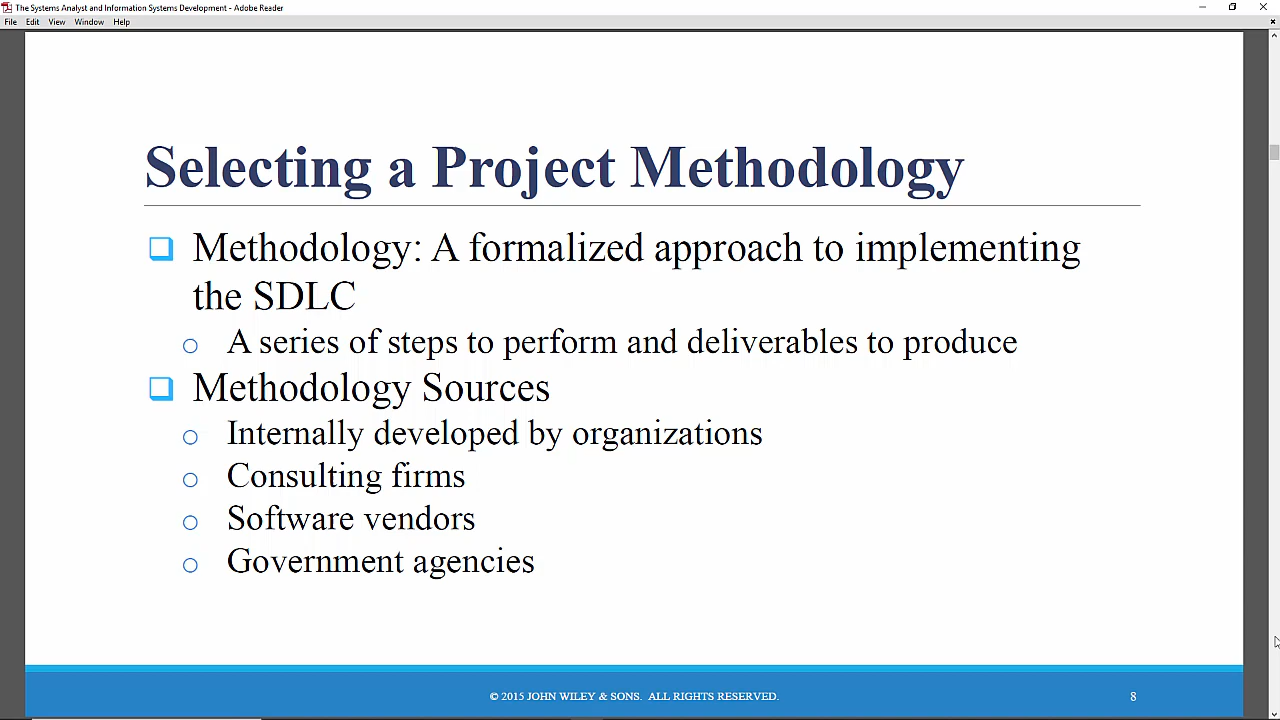 The Systems Analyst and Information Systems Development - Adobe Reader
File Edit View Window Help
Selecting a Project Methodology
Methodology: A formalized approach to implementing
the SDLC
A series of steps to perform and deliverables to produce
Methodology Sources
Internally developed by organizations
Consulting firms
Software vendors
Government agencies
© 2015 JOHN WILEY & SONS. ALL RIGHTS RESERVED.
8